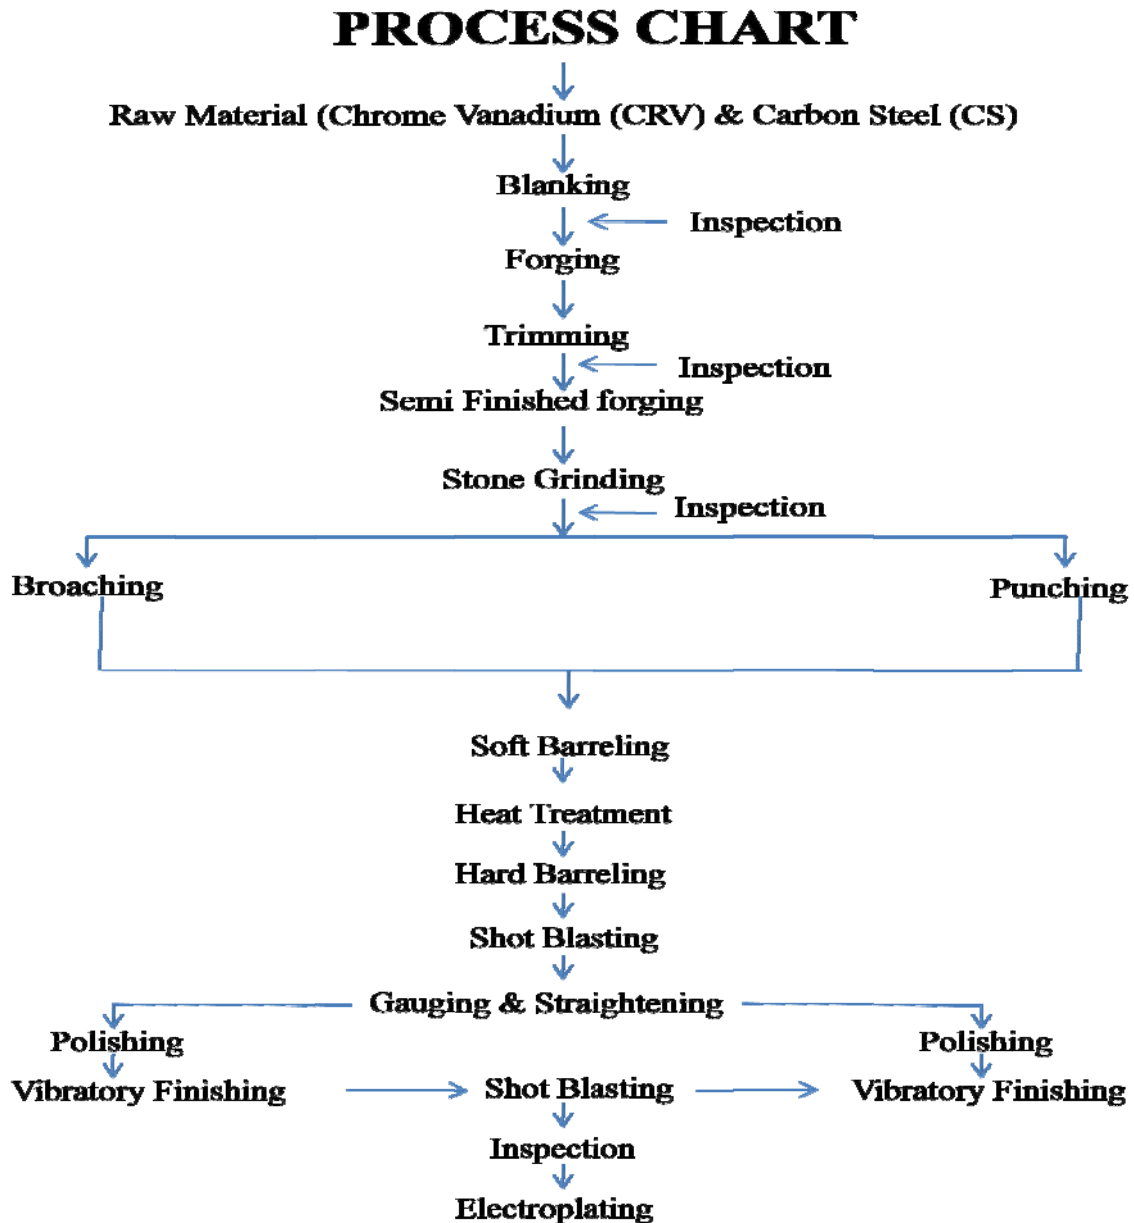 PROCESS CHART
Raw Material (Chrome Vanadium (CRV) & Carbon Steel (CS)
Blanking
Inspection
Forging
Trimming
Inspection
Semi Finished forging
Stone Grinding
Inspection
Broaching
Punching
Soft Barreling
Heat Treatment
Hard Barreling
Shot Blasting
Gauging & Straightening
Polishing
Polishing
Vibratory Finishing
Shot Blasting
Vibratory Finishing
Inspection
Electroplating